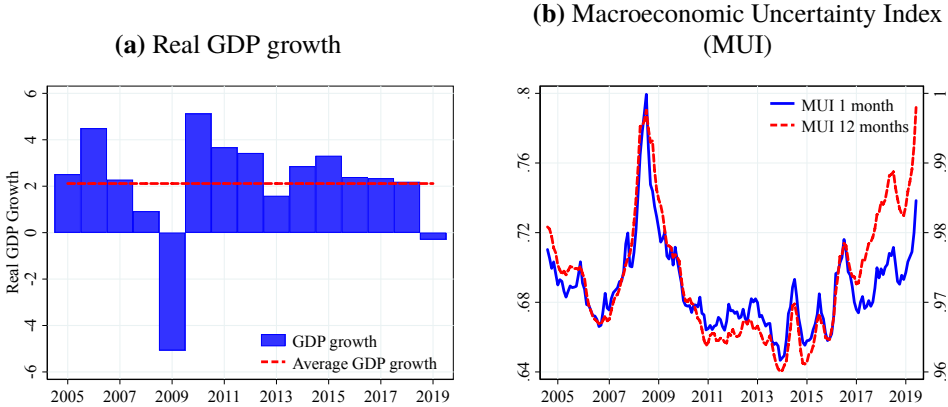 (a) Real GDP growth
Real GDP Growth
6
4
2
0
-2
-4
-6
GDP growth
Average GDP growth
2005 2007 2009 2011 2013 2015 2017 2019
(b) Macroeconomic Uncertainty Index
(MUI)
.8
.76
.72
.68
.64
MUI 1 month
MUI 12 months
1
.99
.98
.97
.96
2005 2007 2009 2011 2013 2015 2017 2019